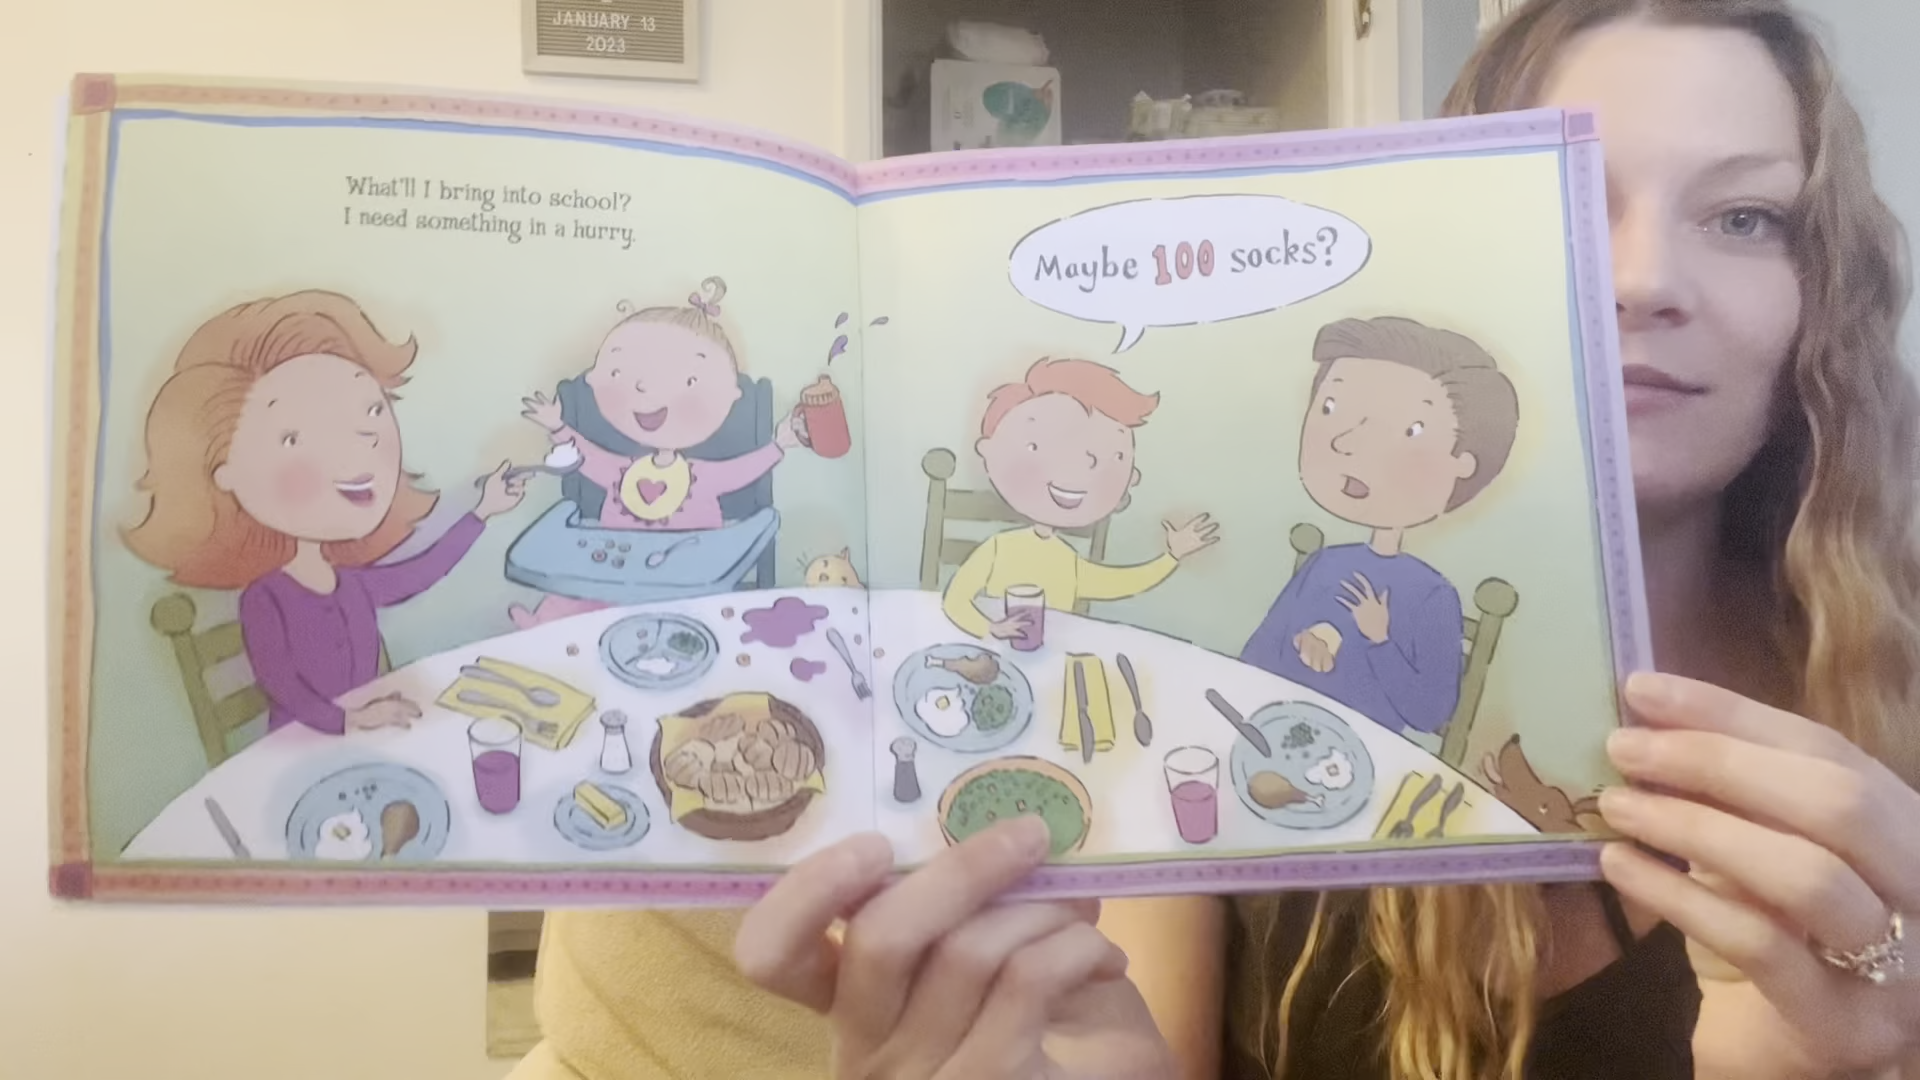 JANUARY 13
2023
What'll I bring into school?
I need something in a hurry.
Maybe 100 socks?